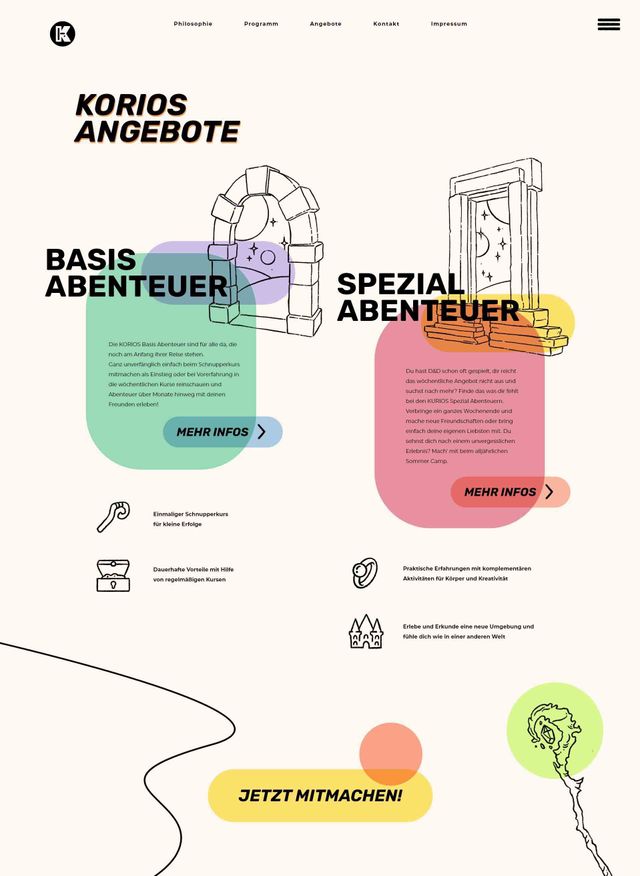 K
Philosophie Programm Angebote Kontakt Impressum
KORIOS
ANGEBOTE
BASIS
ABENTEUER
Die KORIOS Basis Abenteuer sind für alle da, die
noch am Anfang ihrer Reise stehen.
Ganz unverfänglich einfach beim Schnupperkurs
mitmachen als Einstieg oder bei Vorerfahrung in
die wöchentlichen Kurse reinschauen und
Abenteuer über Monate hinweg mit deinen
Freunden erleben!
MEHR INFOS
Einmaliger Schnupperkurs
für kleine Erfolge
Dauerhafte Vorteile mit Hilfe
von regelmäßigen Kursen
SPEZIAL
ABENTEUER
Du hast D&D schon oft gespielt, dir reicht
das wöchentliche Angebot nicht aus und
suchst nach mehr? Finde das was dir fehlt
bei den KORIOS Spezial Abenteuern.
Verbringe ein ganzes Wochenende und
mache neue Freundschaften oder bring
einfach deine eigenen Liebsten mit. Du
sehnst dich nach einem unvergesslichen
Erlebnis? Mach' mit beim alljährlichen
Sommer Camp.
MEHR INFOS
Praktische Erfahrungen mit komplementären
Aktivitäten für Körper und Kreativität
Erlebe und Erkunde eine neue Umgebung und
fühle dich wie in einer anderen Welt
JETZT MITMACHEN!